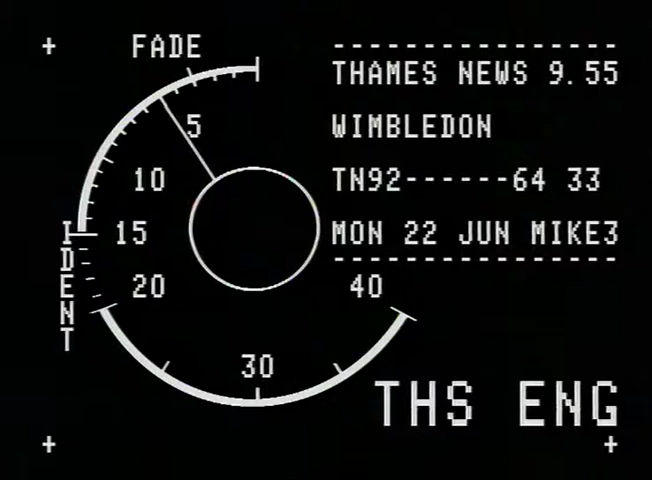 FADE
----------------
THAMES NEWS 9.55
5
WIMBLEDON
10
TN92------64 33
IDENT
15
MON 22 JUN MIKE3
----------------
20
40
30
THS ENG